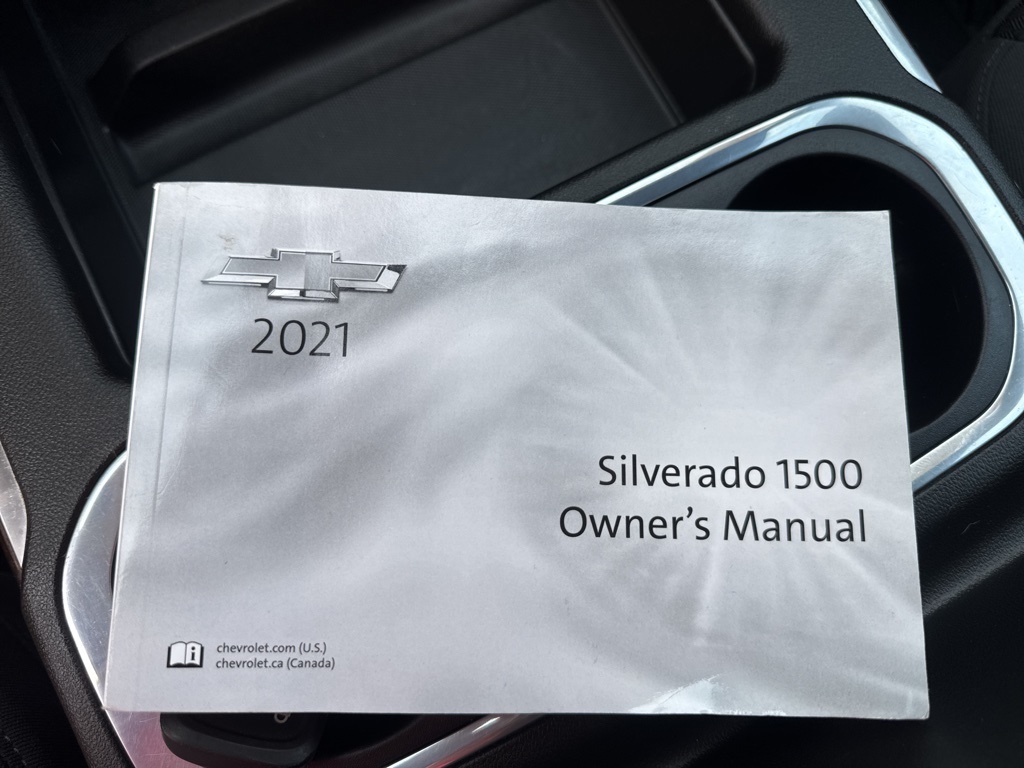 2021
Silverado 1500
Owner's Manual
chevrolet.com (U.S.)
chevrolet.ca (Canada)